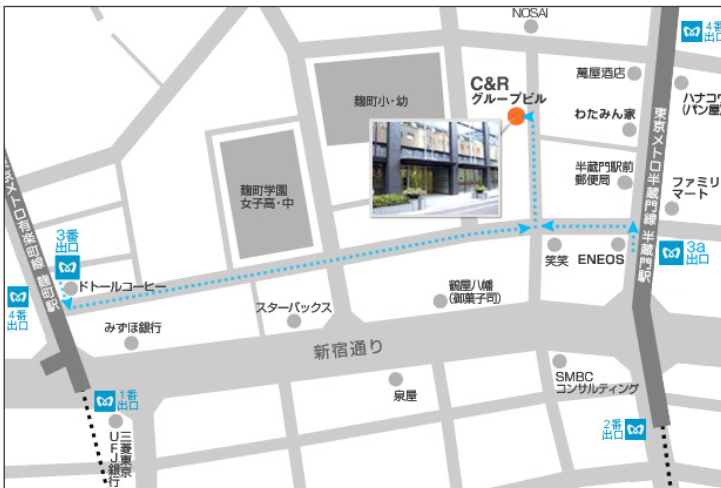 NOSAI
4番
出口
萬屋酒店
C&R
グループビル
ハナコワ
(パン屋)
麹町小・幼
わたみん家
東京メトロ半蔵門線 半蔵門駅
半蔵門駅前
郵便局
麹町学園
女子高・中
ファミリ
マート
東京メトロ有楽町線 麹町駅
3番
出口
3a
出口
笑笑
ENEOS
ドトールコーヒー
4番
出口
鶴屋八幡
(御菓子司)
スターバックス
みずほ銀行
新宿通り
SMBC
コンサルティング
泉屋
1番
出口
2番
出口
三菱東京
UFJ銀行